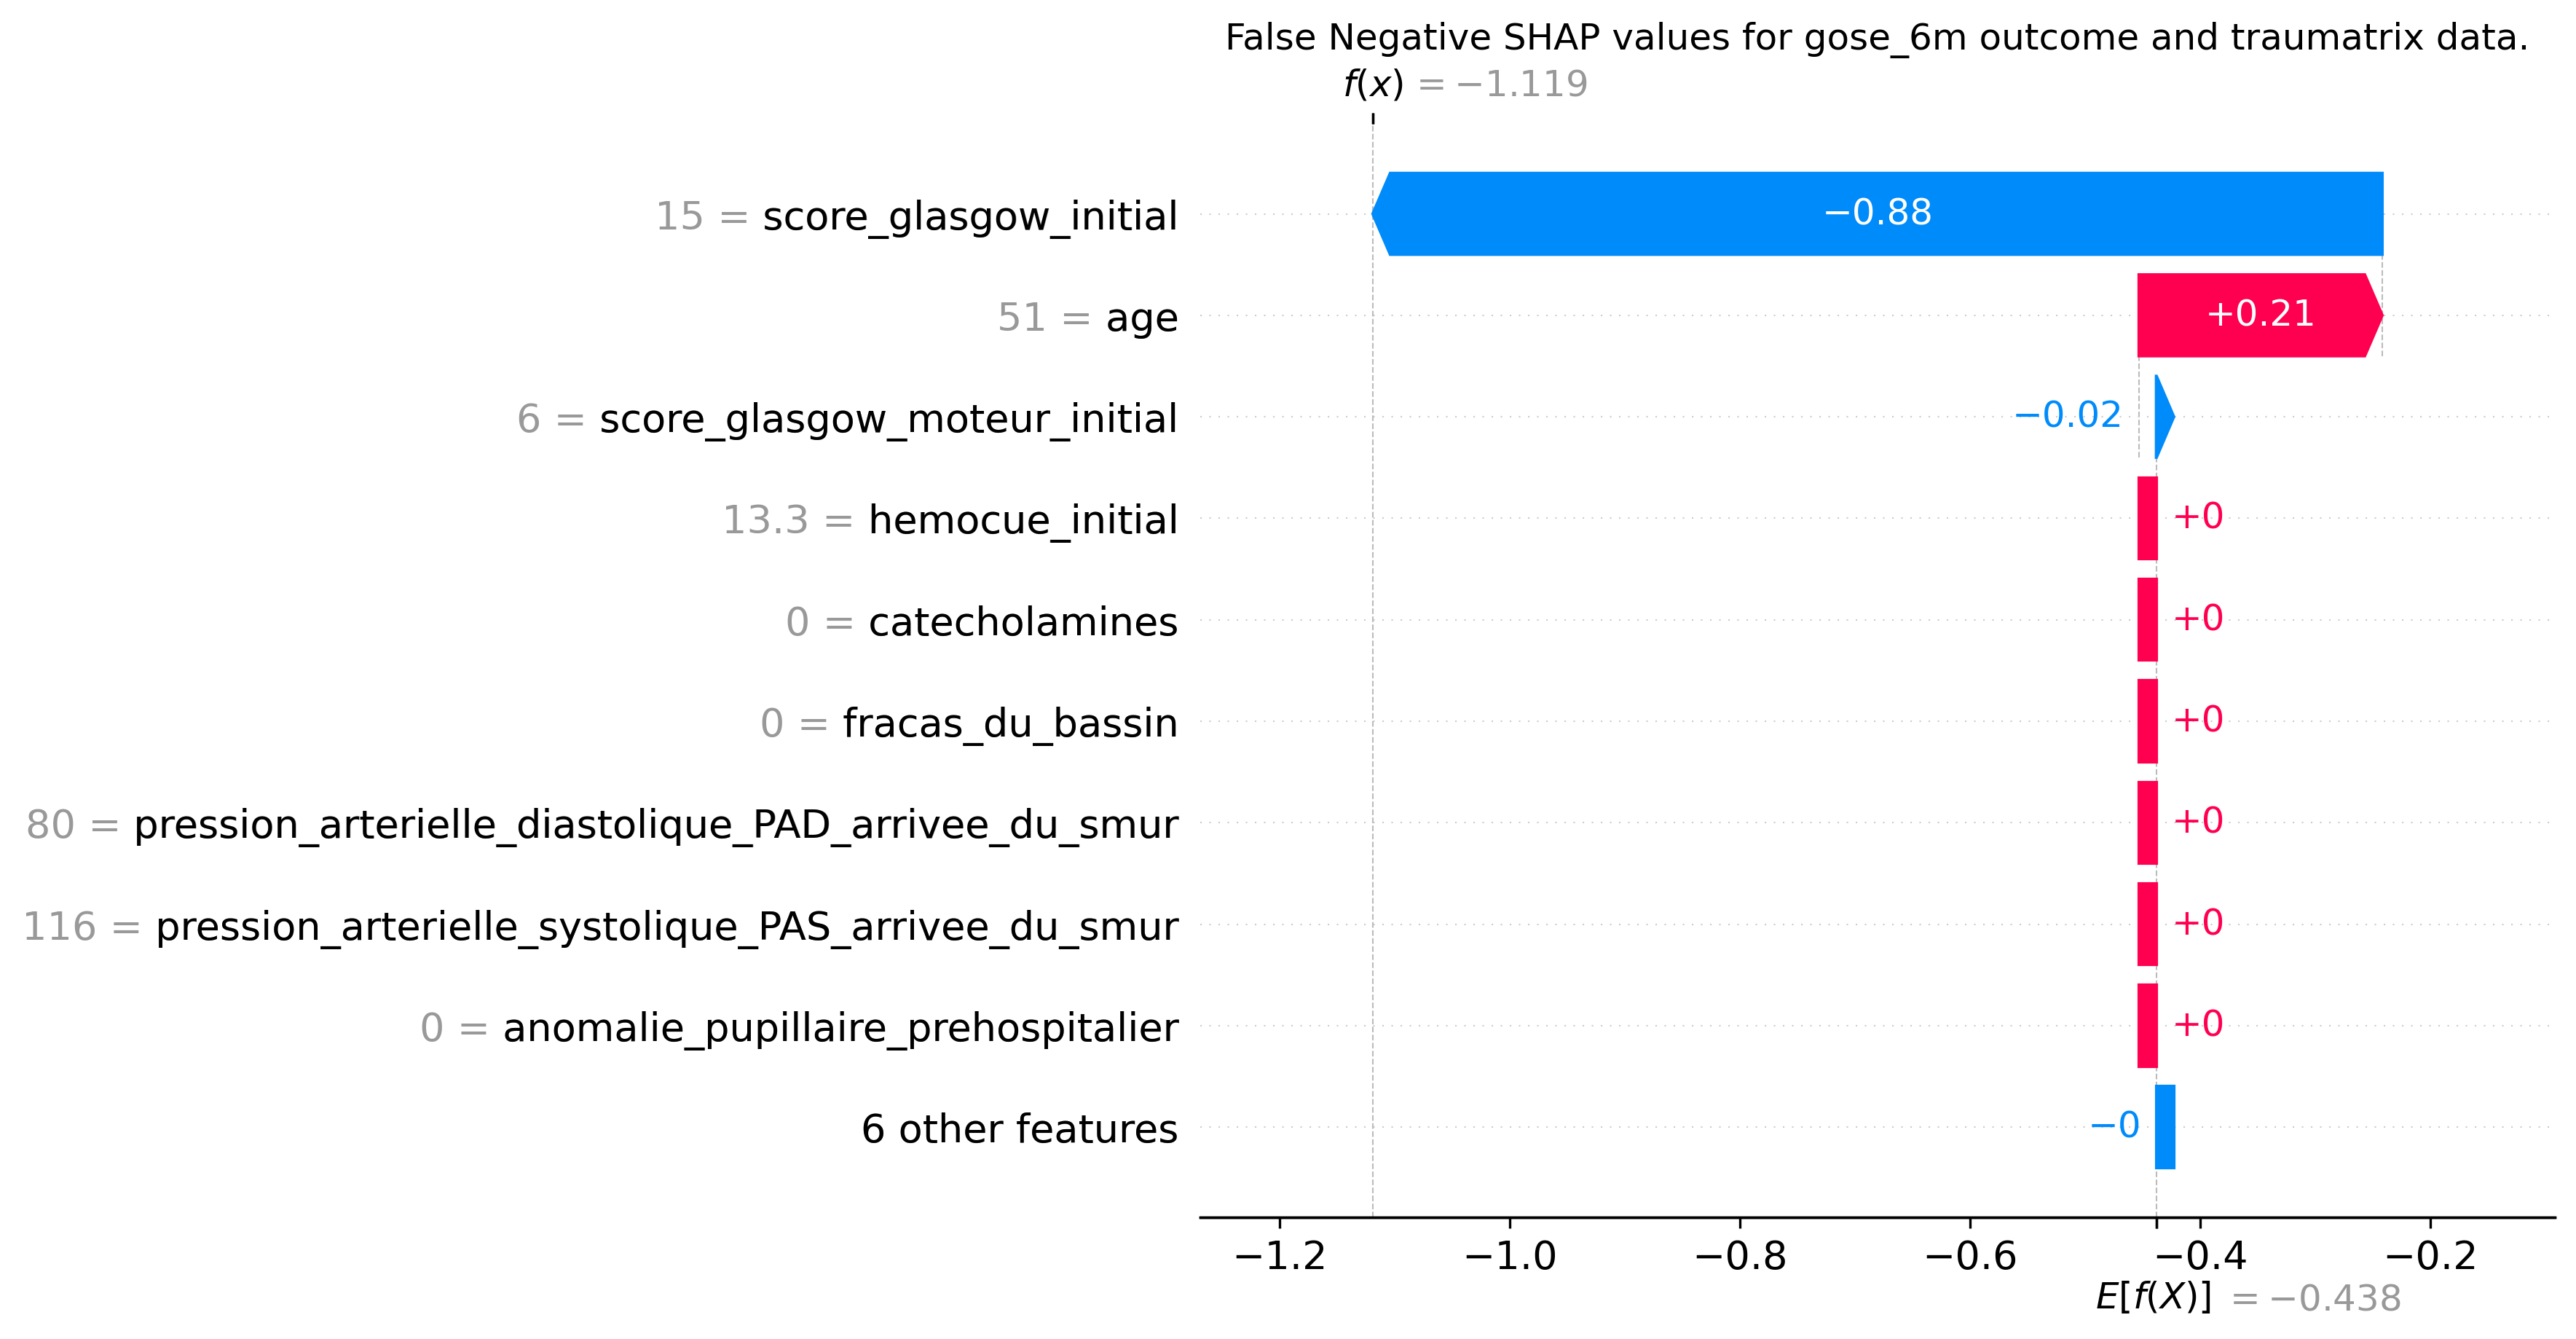 False Negative SHAP values for gose_6m outcome and traumatrix data.
f(x) = −1.119
15 = score_glasgow_initial
−0.88
51 = age
+0.21
6 = score_glasgow_moteur_initial
−0.02
13.3 = hemocue_initial
+0
0 = catecholamines
+0
0 = fracas_du_bassin
+0
80 = pression_arterielle_diastolique_PAD_arrivee_du_smur
+0
116 = pression_arterielle_systolique_PAS_arrivee_du_smur
+0
0 = anomalie_pupillaire_prehospitalier
+0
6 other features
−0
−1.2 −1.0 −0.8 −0.6 −0.4 −0.2
E[f(X)] = −0.438